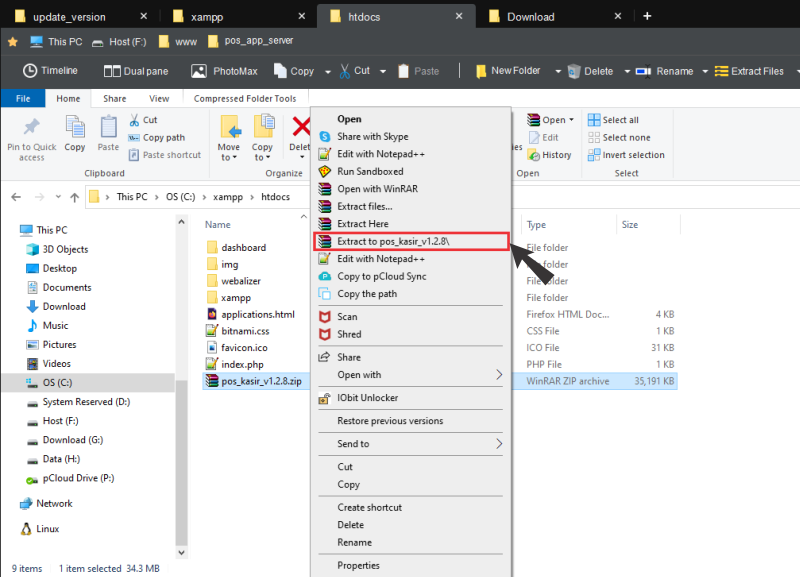 update_version
xampp
htdocs
Download
This PC
Host (F:)
www
pos_app_server
Timeline
Dual pane
PhotoMax
Copy
Cut
Paste
New Folder
Delete
Rename
Extract Files
File
Home
Share
View
Compressed Folder Tools
Pin to Quick access
Copy
Paste
Cut
Copy path
Paste shortcut
Clipboard
Move to
Copy to
Delet
Organize
Open
Edit
History
Open
Select all
Select none
Invert selection
Select
This PC > OS (C:) > xampp > htdocs
This PC
3D Objects
Desktop
Documents
Download
Music
Pictures
Videos
OS (C:)
System Reserved (D:)
Host (F:)
Download (G:)
Data (H:)
pCloud Drive (P:)
Network
Linux
Name
Type
Size
dashboard
File folder
img
File folder
webalizer
File folder
xampp
File folder
applications.html
Firefox HTML Doc...
4 KB
bitnami.css
CSS File
1 KB
favicon.ico
ICO File
31 KB
index.php
PHP File
1 KB
pos_kasir_v1.2.8.zip
WinRAR ZIP archive
35,191 KB
Open
Share with Skype
Edit with Notepad++
Run Sandboxed
Open with WinRAR
Extract files...
Extract Here
Extract to pos_kasir_v1.2.8\
Edit with Notepad++
Copy to pCloud Sync
Copy the path
Scan
Shred
Share
Open with
IObit Unlocker
Restore previous versions
Send to
Cut
Copy
Create shortcut
Delete
Rename
Properties
9 items
1 item selected 34.3 MB